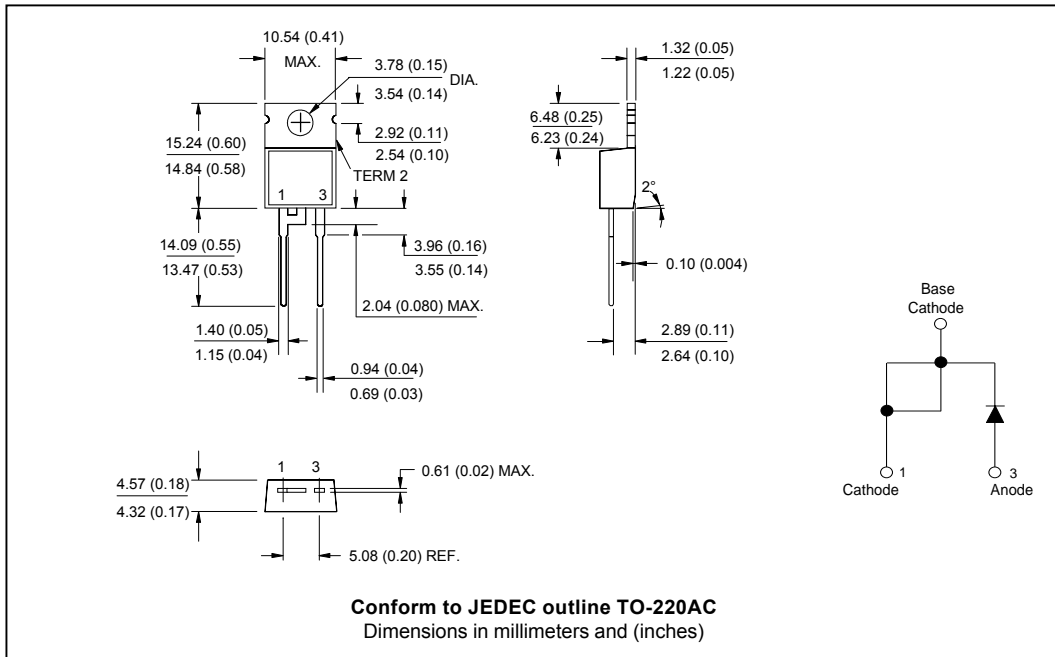 10.54 (0.41)
MAX.
3.78 (0.15)
3.54 (0.14)
DIA.
2.92 (0.11)
2.54 (0.10)
TERM 2
15.24 (0.60)
14.84 (0.58)
1 3
14.09 (0.55)
13.47 (0.53)
3.96 (0.16)
3.55 (0.14)
2.04 (0.080) MAX.
1.40 (0.05)
1.15 (0.04)
0.94 (0.04)
0.69 (0.03)
1.32 (0.05)
1.22 (0.05)
6.48 (0.25)
6.23 (0.24)
2°
0.10 (0.004)
2.89 (0.11)
2.64 (0.10)
Base
Cathode
1
Cathode
3
Anode
1 3
0.61 (0.02) MAX.
4.57 (0.18)
4.32 (0.17)
5.08 (0.20) REF.
Conform to JEDEC outline TO-220AC
Dimensions in millimeters and (inches)